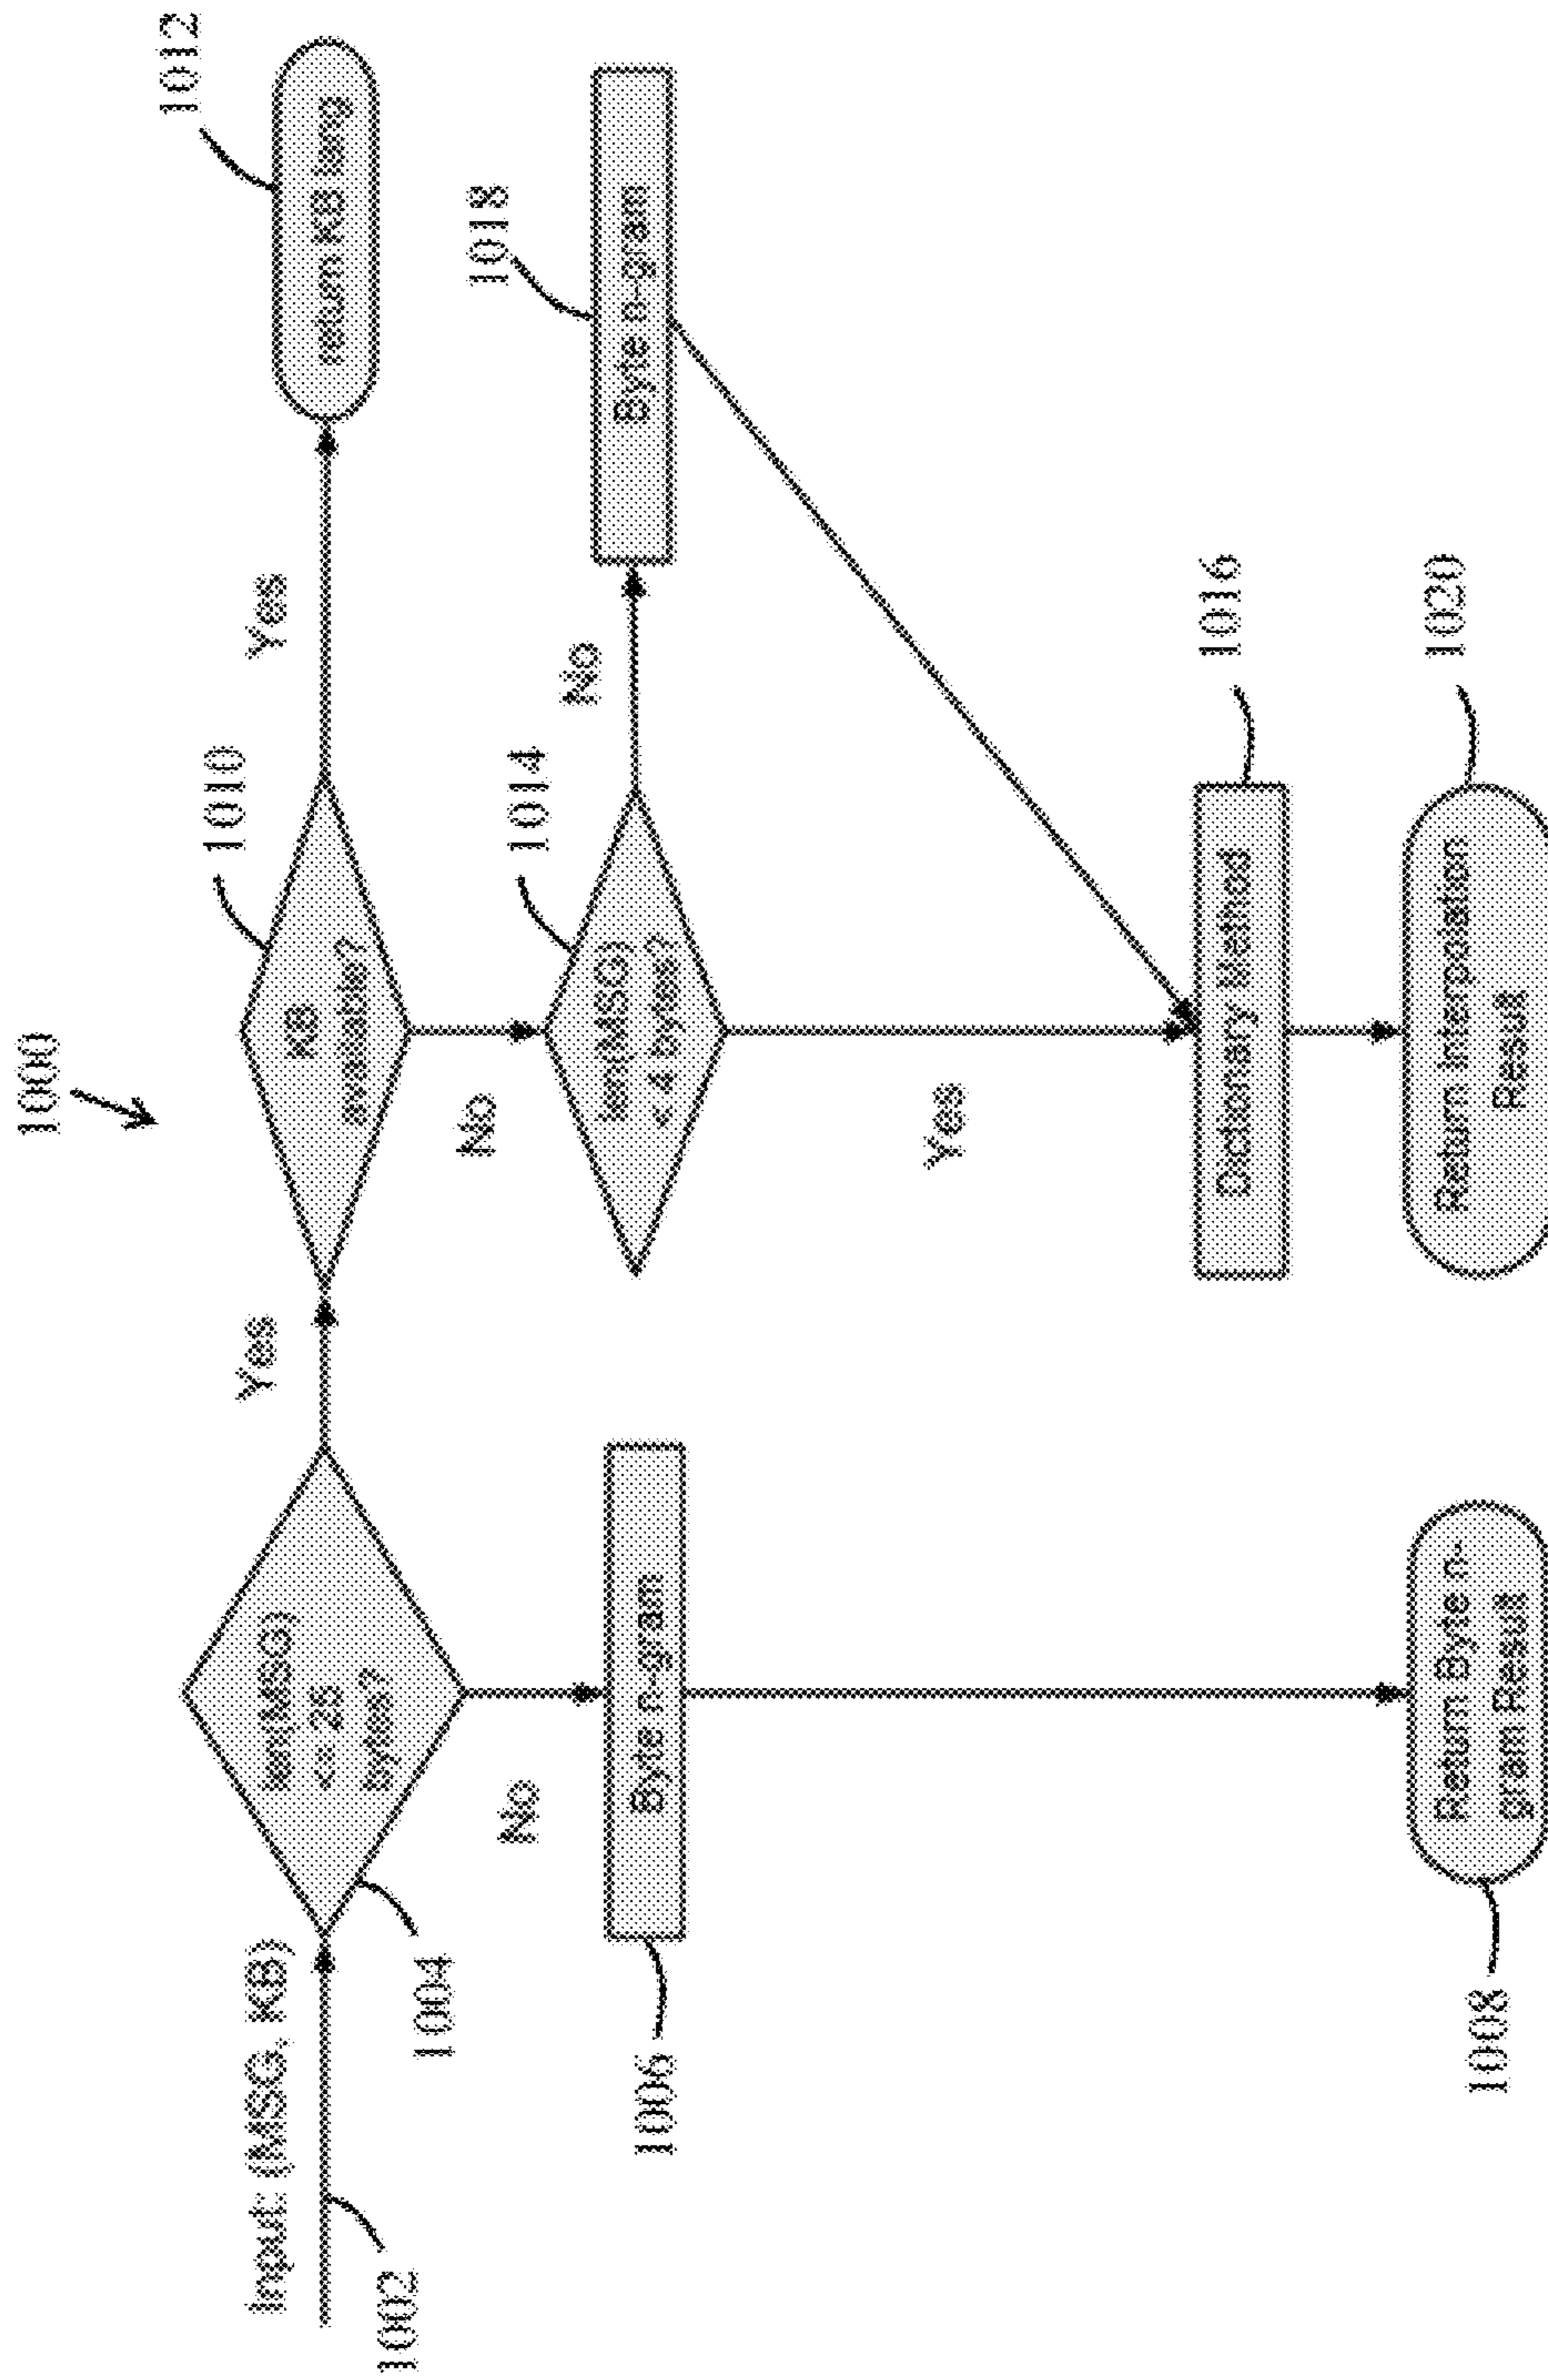 1000
Input: (MSG, KB)
1002
len(MSG)
<= 25
bytes?
1004
Yes
KB
available?
1010
Yes
return KB lang
1012
No
Byte n-gram
1006
No
len(MSG)
< 4 bytes?
1014
No
Byte n-gram
1018
Yes
Dictionary Method
1016
Return Byte n-
gram Result
1008
Return Interpolation
Result
1020